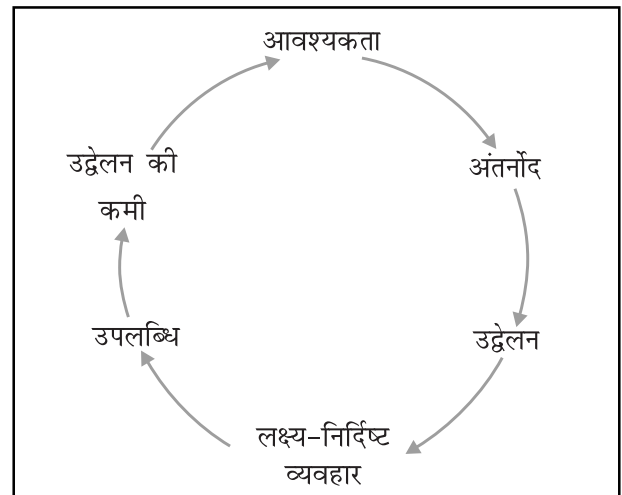 आवश्यकता
अंतर्नोद
उद्वेलन
लक्ष्य-निर्दिष्ट
व्यवहार
उपलब्धि
उद्वेलन की
कमी